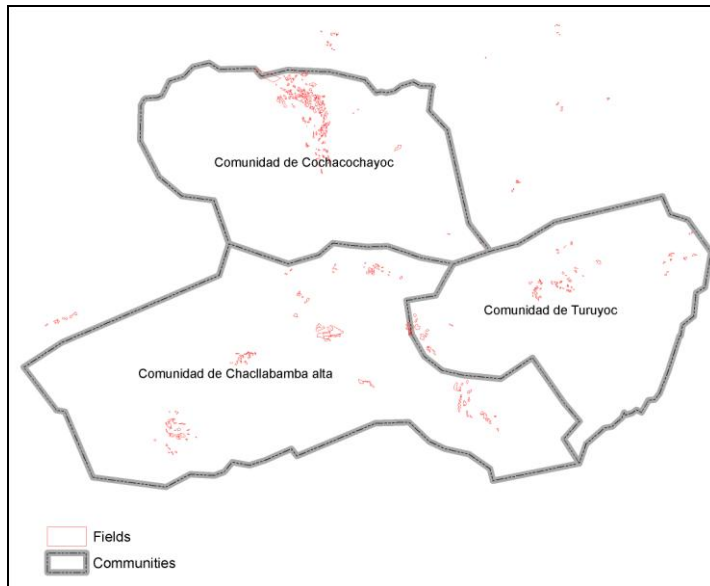 Comunidad de Cochacochayoc
Comunidad de Turuyoc
Comunidad de Chacllabamba alta
Fields
Communities